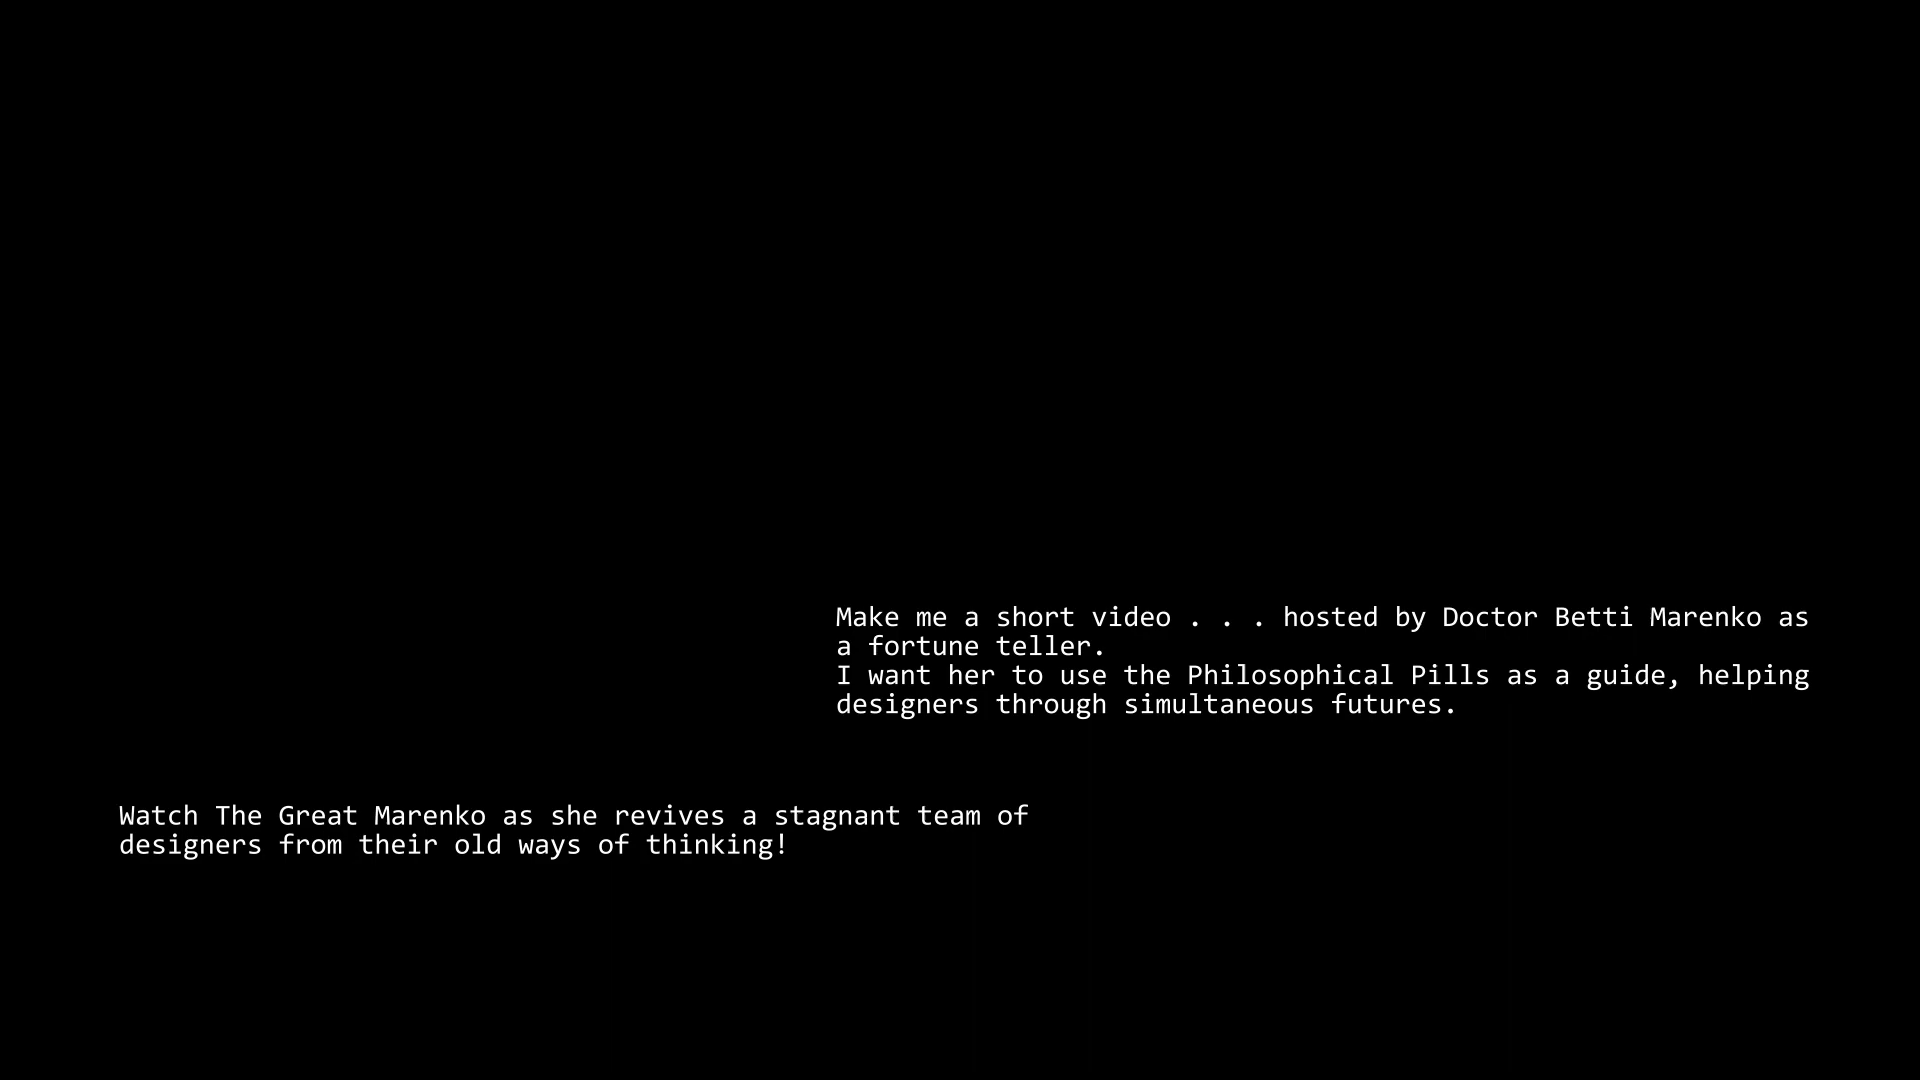 Make me a short video . . . hosted by Doctor Betti Marenko as
a fortune teller.
I want her to use the Philosophical Pills as a guide, helping
designers through simultaneous futures.
Watch The Great Marenko as she revives a stagnant team of
designers from their old ways of thinking!